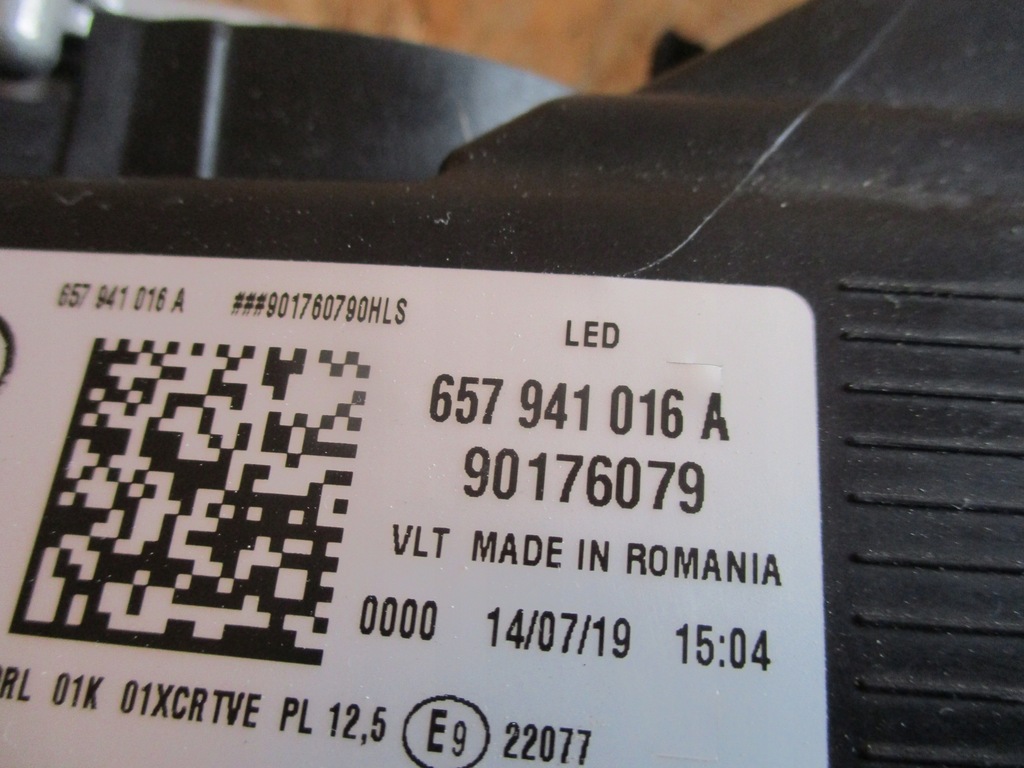 657 941 016 A ###901760790HLS
LED
657 941 016 A
90176079
VLT MADE IN ROMANIA
0000 14/07/19 15:04
DRL 01K 01XCRTVE PL 12,5 E9 22077